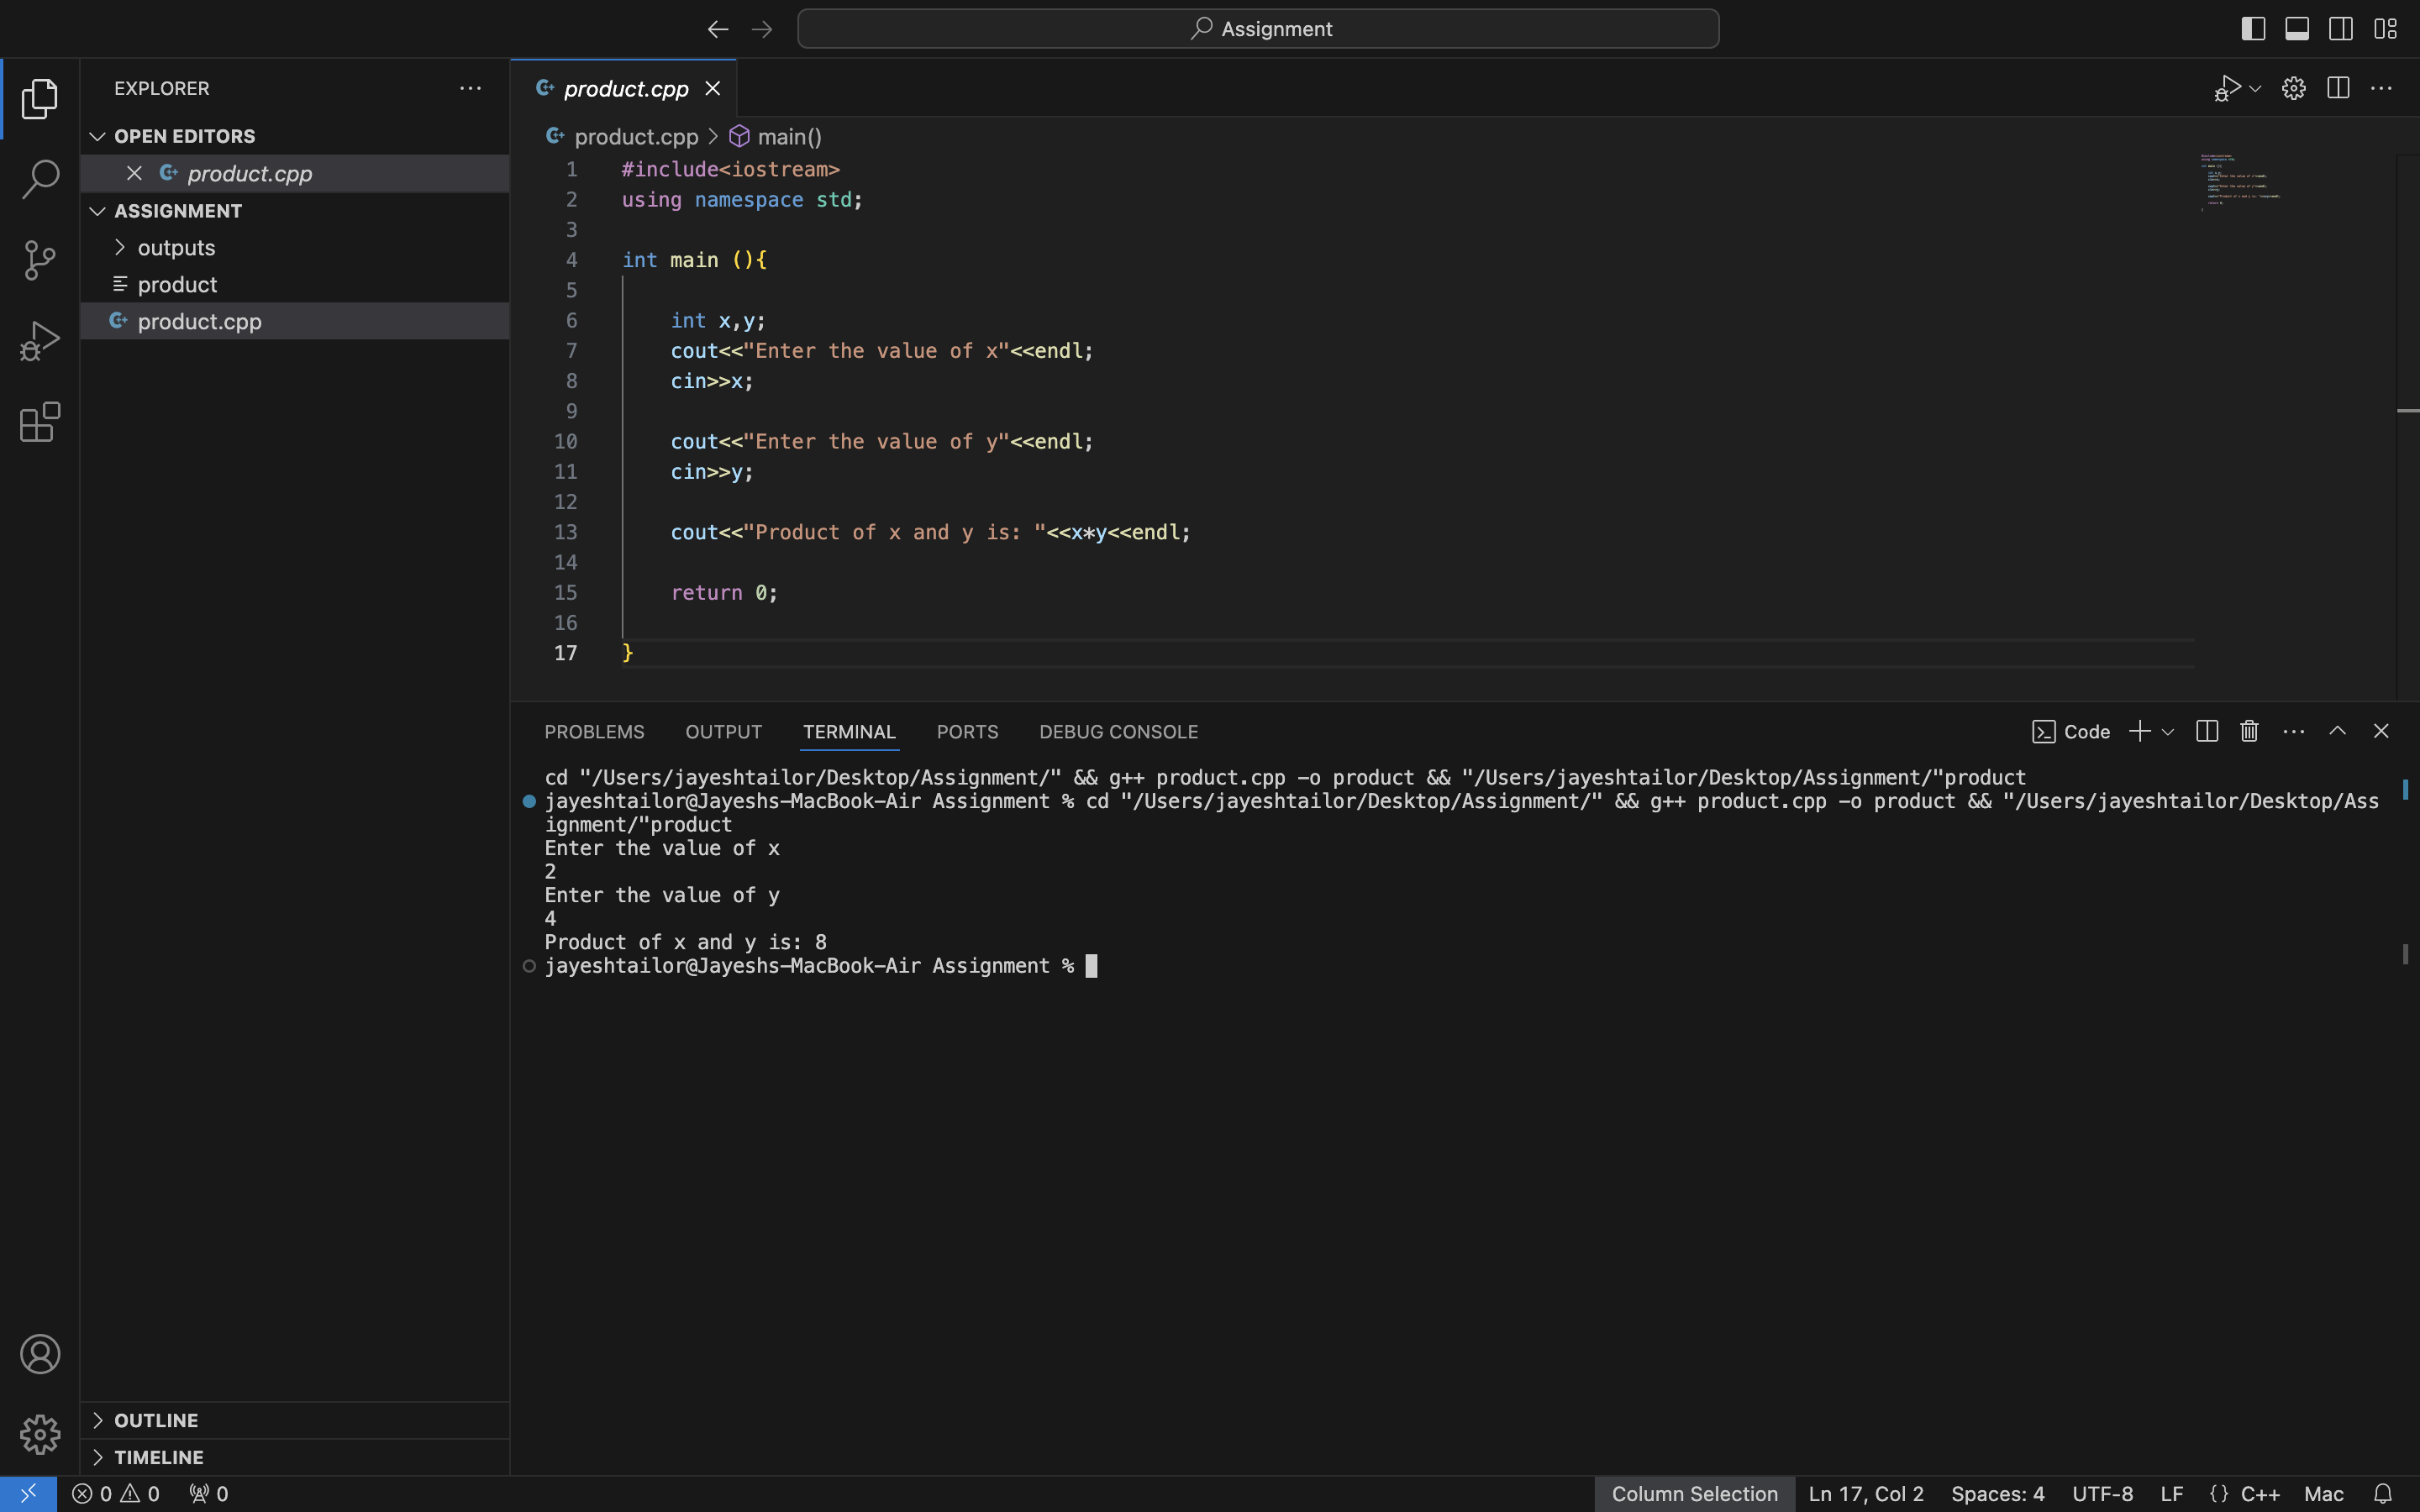 Assignment
EXPLORER
OPEN EDITORS
product.cpp
ASSIGNMENT
outputs
product
product.cpp
OUTLINE
TIMELINE
product.cpp
product.cpp > main()
1 #include<iostream>
2 using namespace std;
3
4 int main (){
5
6 int x,y;
7 cout<<"Enter the value of x"<<endl;
8 cin>>x;
9
10 cout<<"Enter the value of y"<<endl;
11 cin>>y;
12
13 cout<<"Product of x and y is: "<<x*y<<endl;
14
15 return 0;
16
17 }
PROBLEMS OUTPUT TERMINAL PORTS DEBUG CONSOLE
Code
cd "/Users/jayeshtailor/Desktop/Assignment/" && g++ product.cpp -o product && "/Users/jayeshtailor/Desktop/Assignment/"product
jayeshtailor@Jayeshs-MacBook-Air Assignment % cd "/Users/jayeshtailor/Desktop/Assignment/" && g++ product.cpp -o product && "/Users/jayeshtailor/Desktop/Ass
ignment/"product
Enter the value of x
2
Enter the value of y
4
Product of x and y is: 8
jayeshtailor@Jayeshs-MacBook-Air Assignment %
0 0 0
Column Selection Ln 17, Col 2 Spaces: 4 UTF-8 LF {} C++ Mac